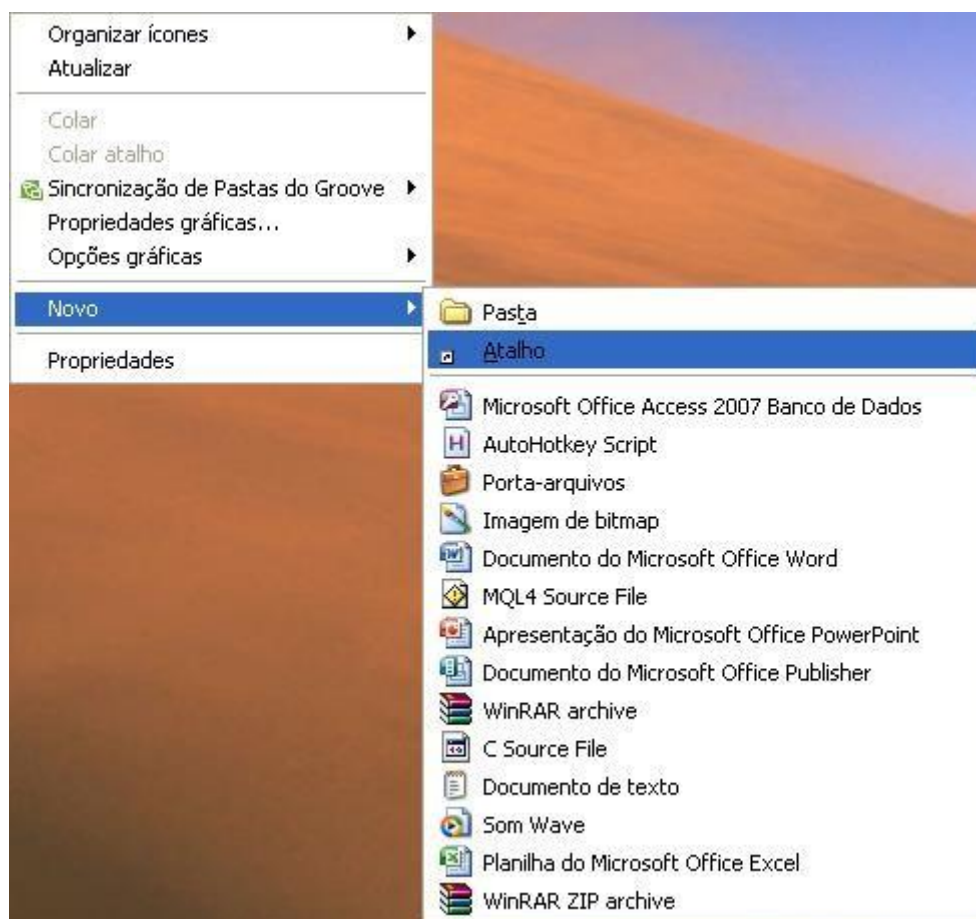 Organizar ícones
Atualizar
Colar
Colar atalho
Sincronização de Pastas do Groove
Propriedades gráficas...
Opções gráficas
Novo
Propriedades
Pasta
Atalho
Microsoft Office Access 2007 Banco de Dados
AutoHotkey Script
Porta-arquivos
Imagem de bitmap
Documento do Microsoft Office Word
MQL4 Source File
Apresentação do Microsoft Office PowerPoint
Documento do Microsoft Office Publisher
WinRAR archive
C Source File
Documento de texto
Som Wave
Planilha do Microsoft Office Excel
WinRAR ZIP archive